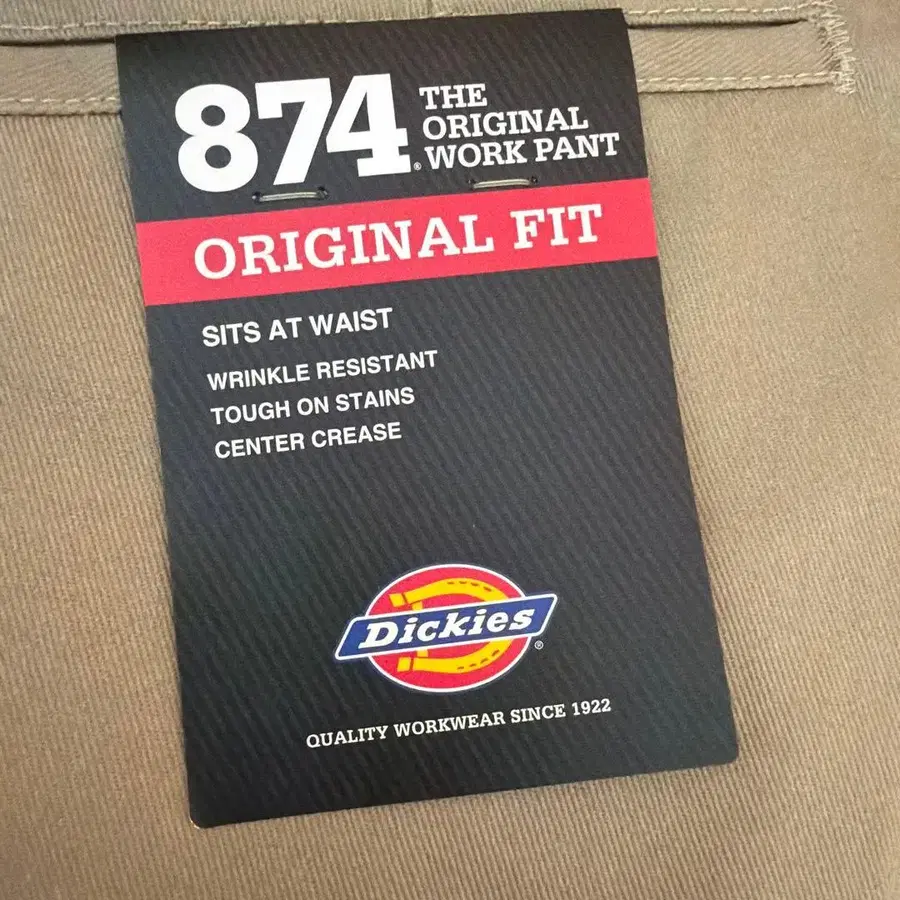 874®
THE
ORIGINAL
WORK PANT
ORIGINAL FIT
SITS AT WAIST
WRINKLE RESISTANT
TOUGH ON STAINS
CENTER CREASE
Dickies®
QUALITY WORKWEAR SINCE 1922